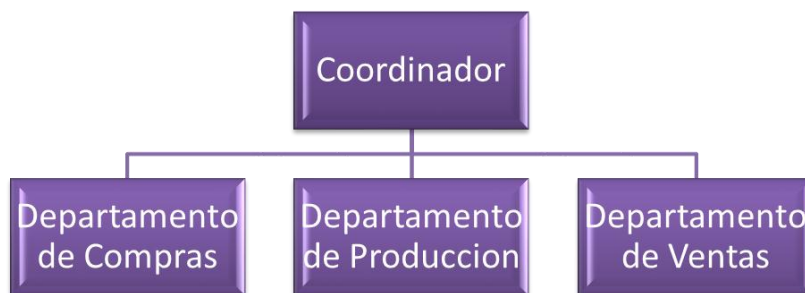 Coordinador
Departamento
de Compras
Departamento
de Produccion
Departamento
de Ventas